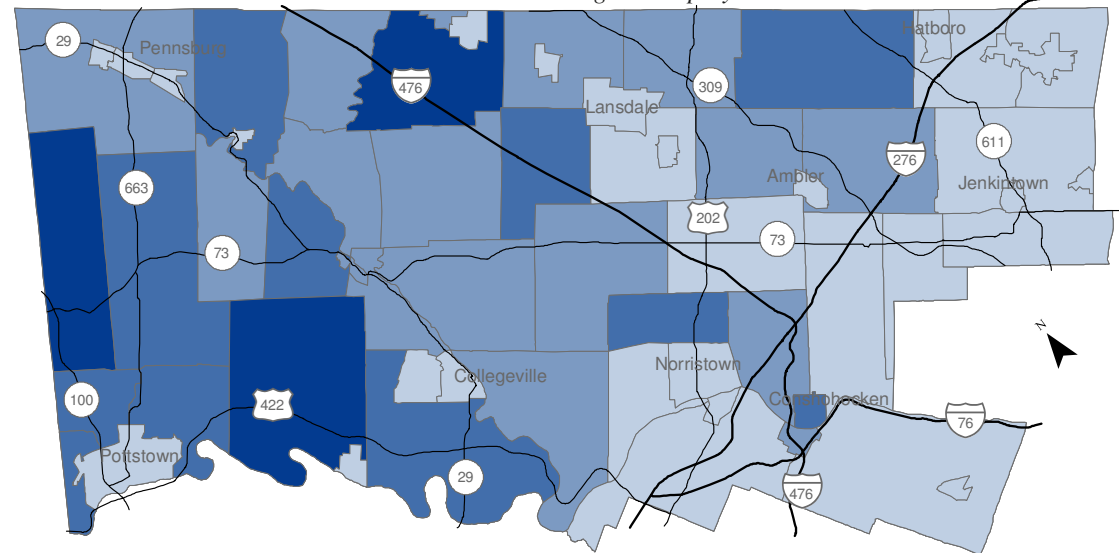 Hatboro
29
Pennsburg
476
309
Lansdale
611
276
Ambler
Jenkintown
663
202
73
73
N
Norristown
Collegeville
100
422
Conshohocken
76
Pottstown
29
476